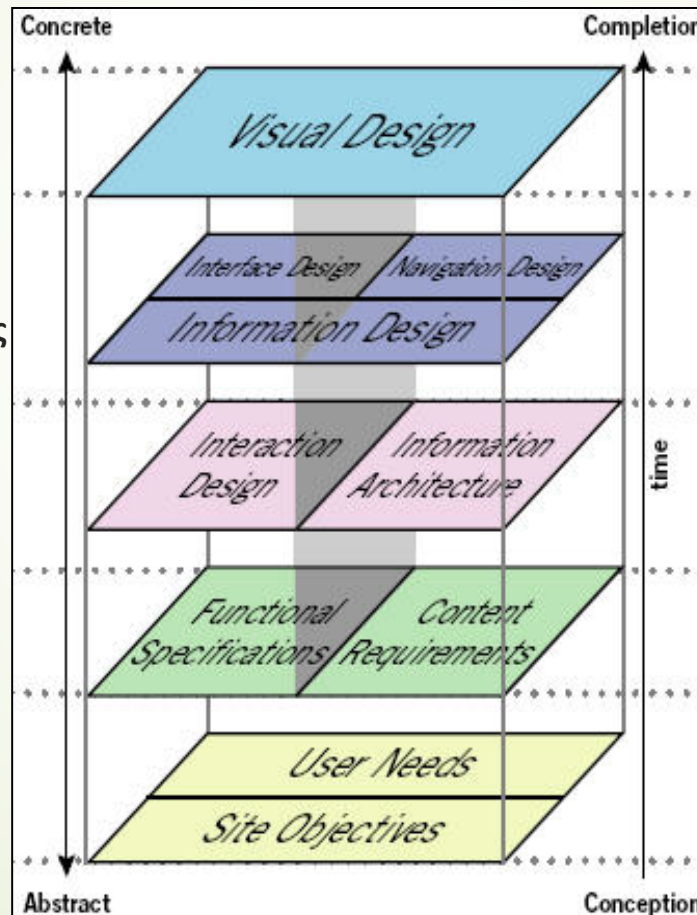 Concrete
Completion
Visual Design
Interface Design
Navigation Design
Information Design
Interaction
Design
Information
Architecture
time
Functional
Specifications
Content
Requirements
User Needs
Site Objectives
Abstract
Conception